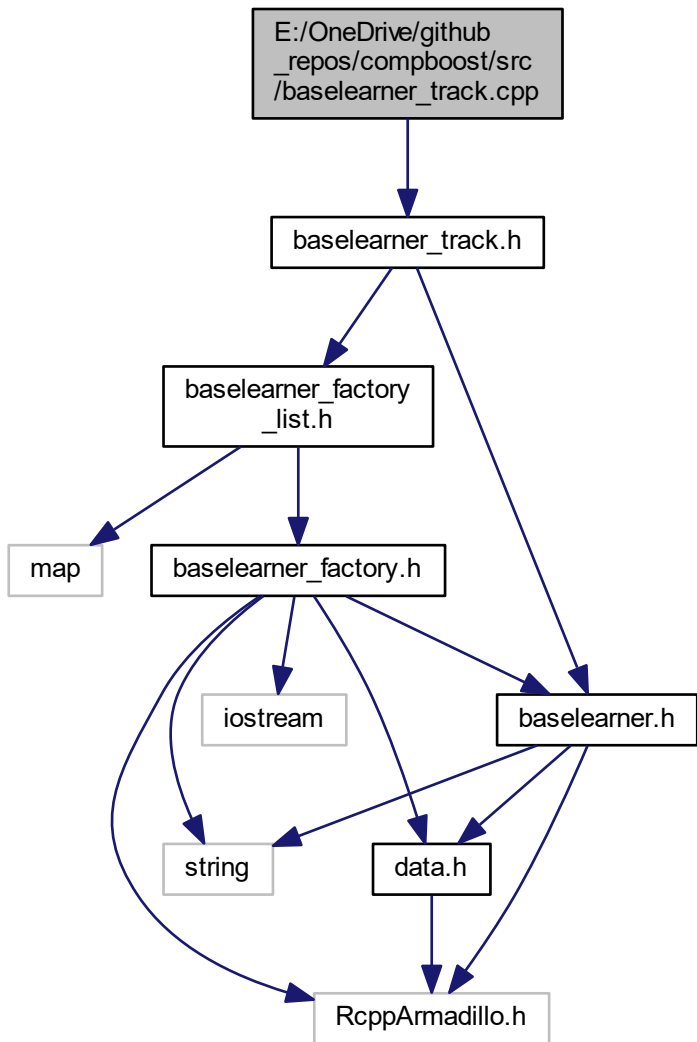 E:/OneDrive/github
_repos/compboost/src
/baselearner_track.cpp
baselearner_track.h
baselearner_factory
_list.h
map
baselearner_factory.h
iostream
baselearner.h
string
data.h
RcppArmadillo.h